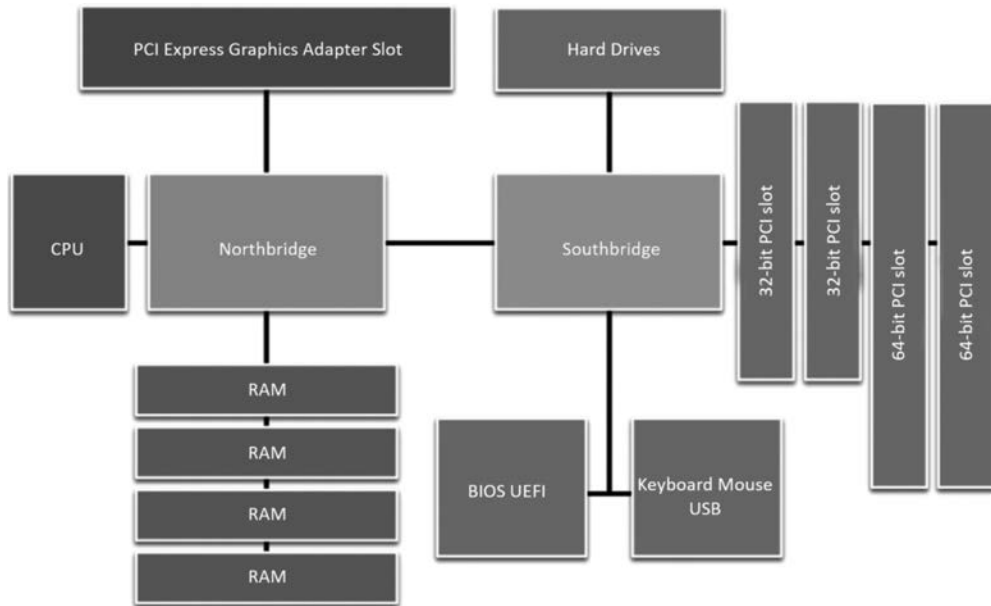 PCI Express Graphics Adapter Slot
Hard Drives
CPU
Northbridge
Southbridge
32-bit PCI slot
32-bit PCI slot
64-bit PCI slot
64-bit PCI slot
RAM
RAM
RAM
RAM
BIOS UEFI
Keyboard Mouse
USB